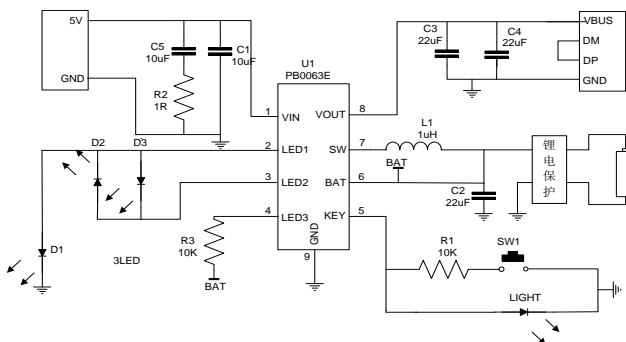 5V
GND
C5
10uF
C1
10uF
R2
1R
U1
PB0063E
1
VIN
2
LED1
3
LED2
4
LED3
GND
9
VOUT
8
SW
7
BAT
6
KEY
5
C3
22uF
C4
22uF
VBUS
DM
DP
GND
L1
1uH
BAT
C2
22uF
锂电保护
D2
D3
D1
3LED
R3
10K
BAT
R1
10K
SW1
LIGHT